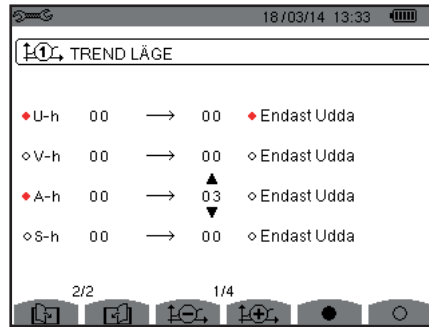 18/03/14 13:33
1 TREND LÄGE
U-h 00 → 00 Endast Udda
V-h 00 → 00 Endast Udda
A-h 00 → 03 Endast Udda
S-h 00 → 00 Endast Udda
2/2 1/4